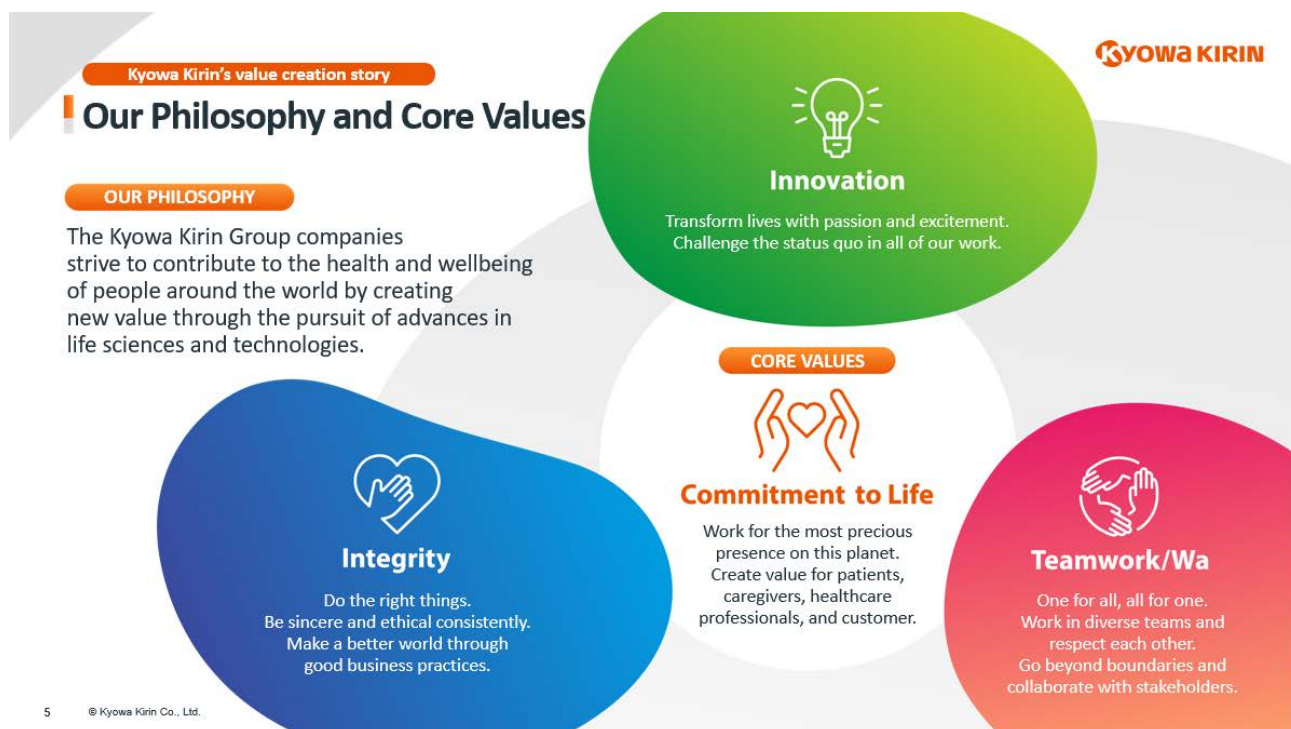 Kyowa Kirin's value creation story
Our Philosophy and Core Values
KYOWA KIRIN
OUR PHILOSOPHY
The Kyowa Kirin Group companies
strive to contribute to the health and wellbeing
of people around the world by creating
new value through the pursuit of advances in
life sciences and technologies.
Innovation
Transform lives with passion and excitement.
Challenge the status quo in all of our work.
CORE VALUES
Commitment to Life
Work for the most precious
presence on this planet.
Create value for patients,
caregivers, healthcare
professionals, and customer.
Integrity
Do the right things.
Be sincere and ethical consistently.
Make a better world through
good business practices.
Teamwork/Wa
One for all, all for one.
Work in diverse teams and
respect each other.
Go beyond boundaries and
collaborate with stakeholders.
5
© Kyowa Kirin Co., Ltd.